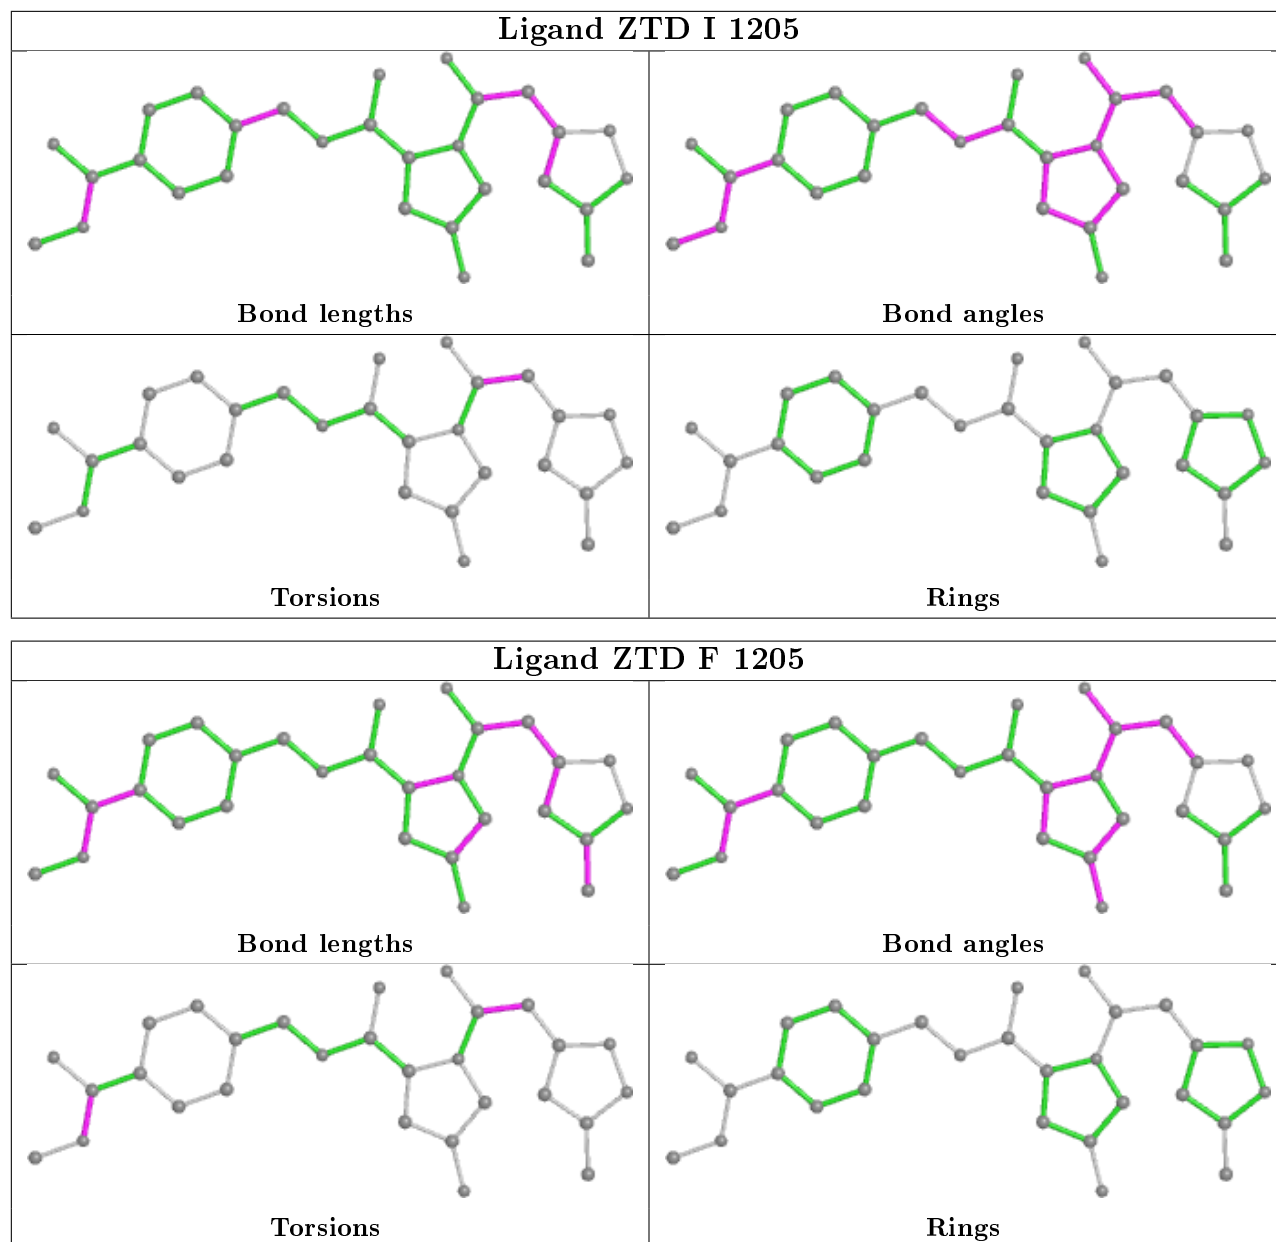 Ligand ZTD I 1205
Bond lengths
Bond angles
Torsions
Rings
Ligand ZTD F 1205
Bond lengths
Bond angles
Torsions
Rings